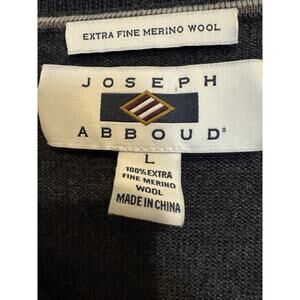 EXTRA FINE MERINO WOOL
JOSEPH
ABBOUD
L
100% EXTRA
FINE MERINO
WOOL
MADE IN CHINA